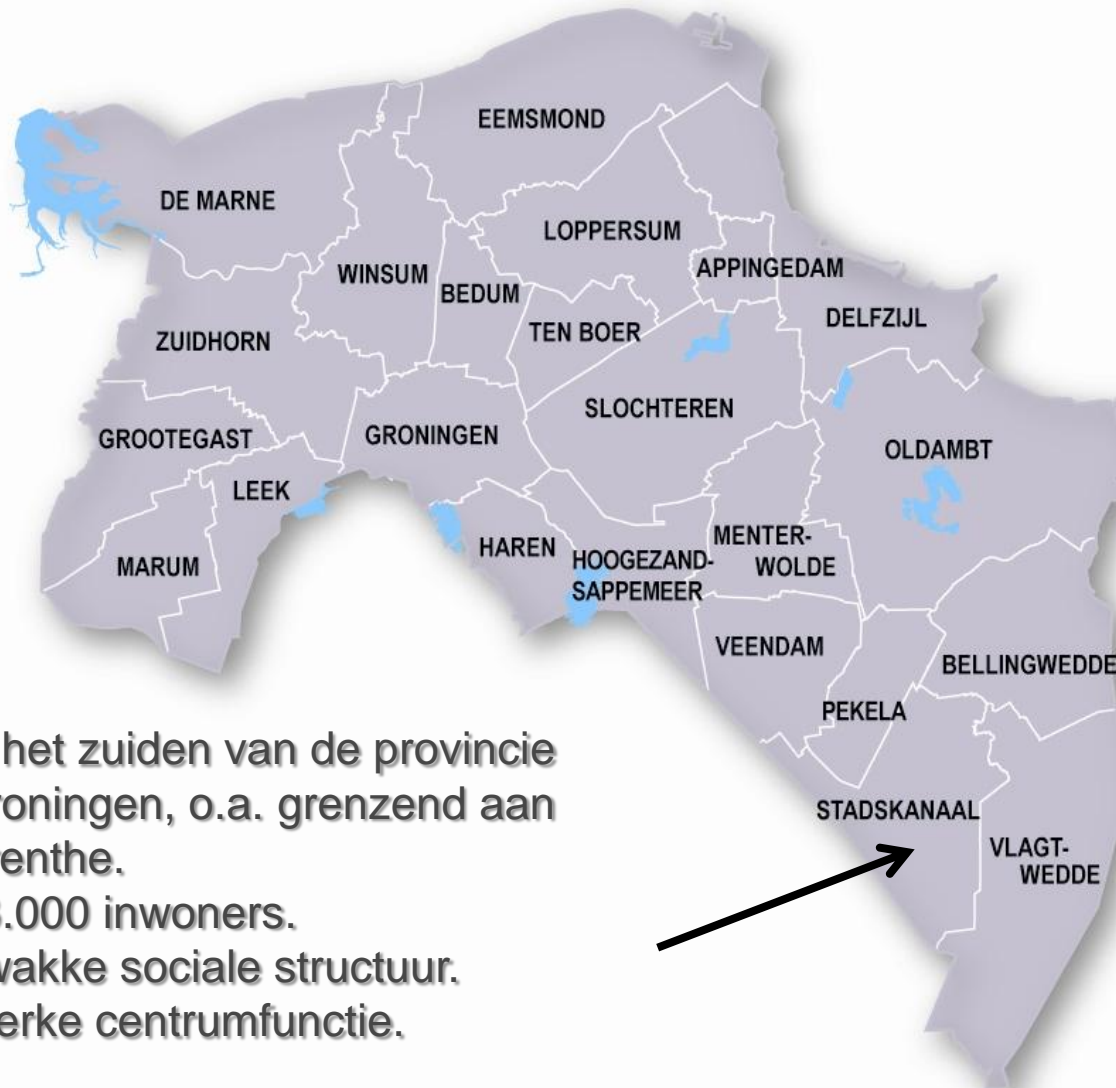 EEMSMOND
DE MARNE
LOPPERSUM
WINSUM
BEDUM
APPINGEDAM
TEN BOER
DELFZIJL
ZUIDHORN
SLOCHTEREN
GROOTEGAST
GRONINGEN
OLDAMBT
LEEK
HAREN
MENTER-
WOLDE
HOOGEZAND-
SAPPEMEER
MARUM
VEENDAM
BELLINGWEDDE
PEKELA
STADSKANAAL
VLAGT-
WEDDE
het zuiden van de provincie
roningen, o.a. grenzend aan
renthe.
.000 inwoners.
wakke sociale structuur.
erke centrumfunctie.